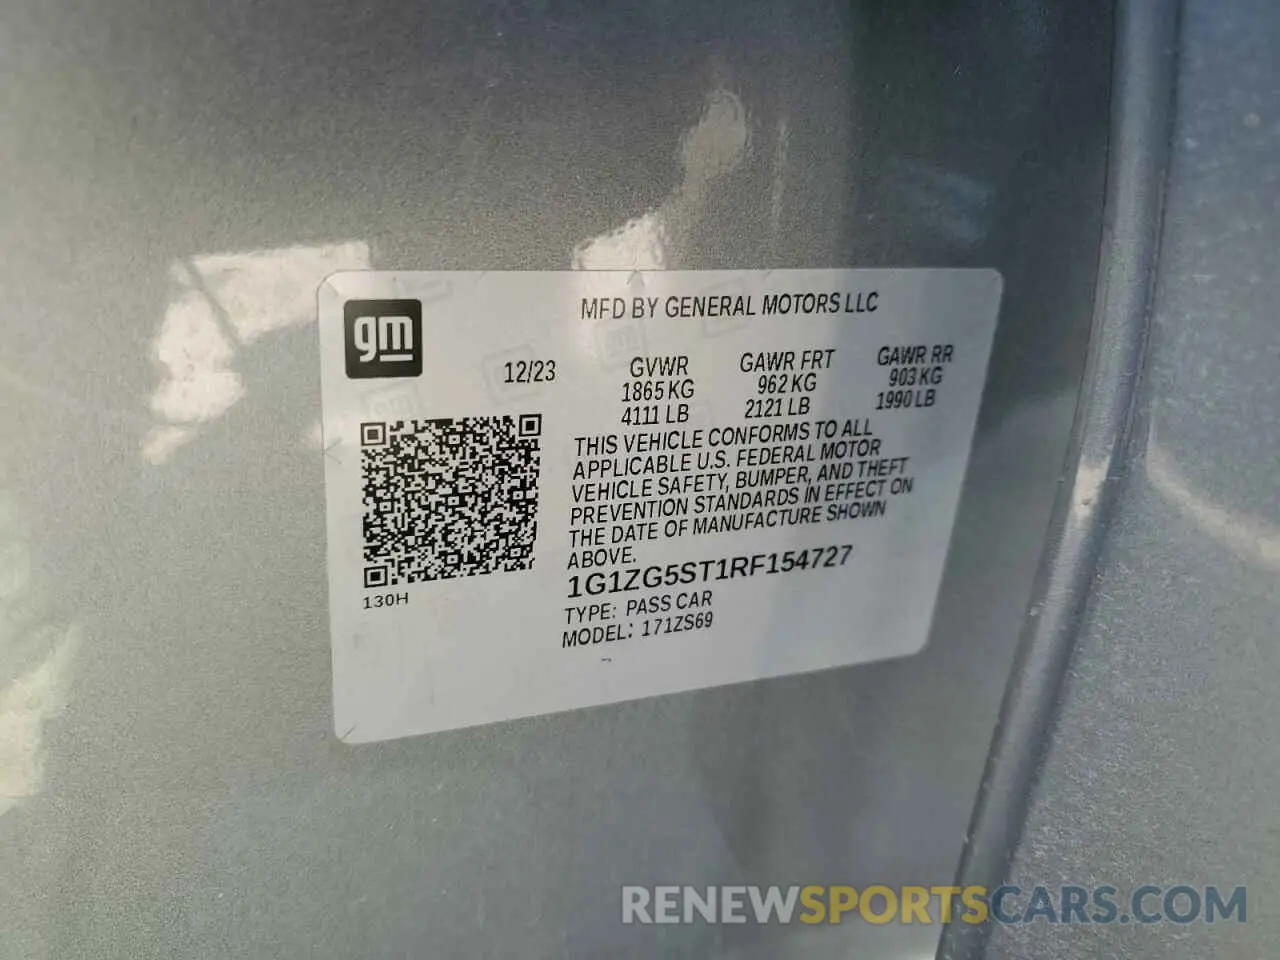 MFD BY GENERAL MOTORS LLC
gm
12/23
GVWR
1865 KG
4111 LB
GAWR FRT
962 KG
2121 LB
GAWR RR
903 KG
1990 LB
THIS VEHICLE CONFORMS TO ALL
APPLICABLE U.S. FEDERAL MOTOR
VEHICLE SAFETY, BUMPER, AND THEFT
PREVENTION STANDARDS IN EFFECT ON
THE DATE OF MANUFACTURE SHOWN
ABOVE.
1G1ZG5ST1RF154727
TYPE: PASS CAR
MODEL: 171ZS69
130H
RENEWSPORTSCARS.COM